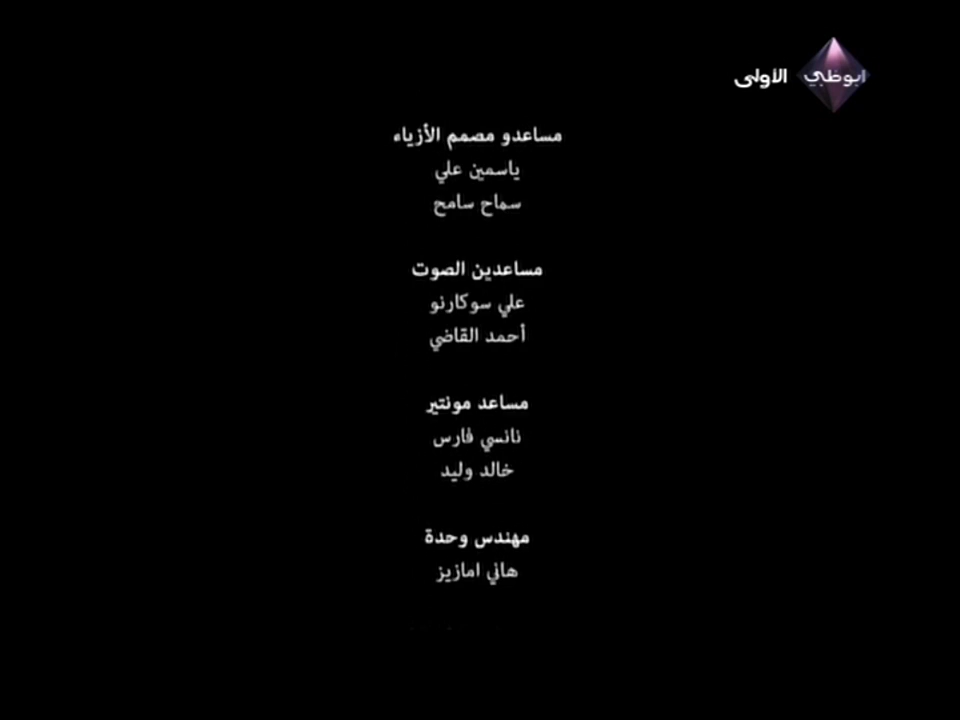 ابوظبي الأولى
مساعدو مصمم الأزياء
ياسمين علي
سماح سامح
مساعدين الصوت
علي سوكارنو
أحمد القاضي
مساعد مونتير
نانسي فارس
خالد وليد
مهندس وحدة
هاني امازيز